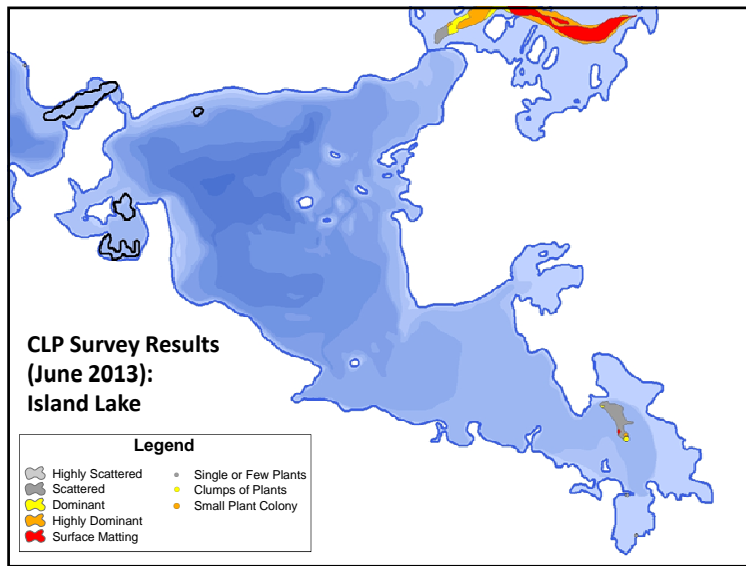 CLP Survey Results
(June 2013):
Island Lake
Legend
Highly Scattered
Scattered
Dominant
Highly Dominant
Surface Matting
Single or Few Plants
Clumps of Plants
Small Plant Colony